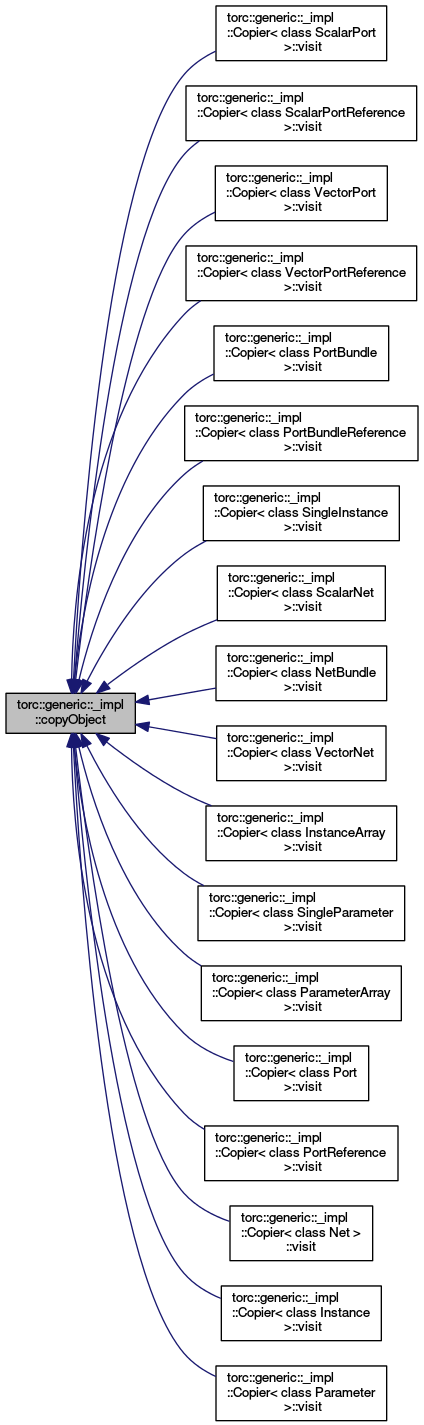 torc::generic::_impl
::Copier< class ScalarPort
>::visit
torc::generic::_impl
::Copier< class ScalarPortReference
>::visit
torc::generic::_impl
::Copier< class VectorPort
>::visit
torc::generic::_impl
::Copier< class VectorPortReference
>::visit
torc::generic::_impl
::Copier< class PortBundle
>::visit
torc::generic::_impl
::Copier< class PortBundleReference
>::visit
torc::generic::_impl
::Copier< class SingleInstance
>::visit
torc::generic::_impl
::Copier< class ScalarNet
>::visit
torc::generic::_impl
::Copier< class NetBundle
>::visit
torc::generic::_impl
::copyObject
torc::generic::_impl
::Copier< class VectorNet
>::visit
torc::generic::_impl
::Copier< class InstanceArray
>::visit
torc::generic::_impl
::Copier< class SingleParameter
>::visit
torc::generic::_impl
::Copier< class ParameterArray
>::visit
torc::generic::_impl
::Copier< class Port
>::visit
torc::generic::_impl
::Copier< class PortReference
>::visit
torc::generic::_impl
::Copier< class Net >
::visit
torc::generic::_impl
::Copier< class Instance
>::visit
torc::generic::_impl
::Copier< class Parameter
>::visit